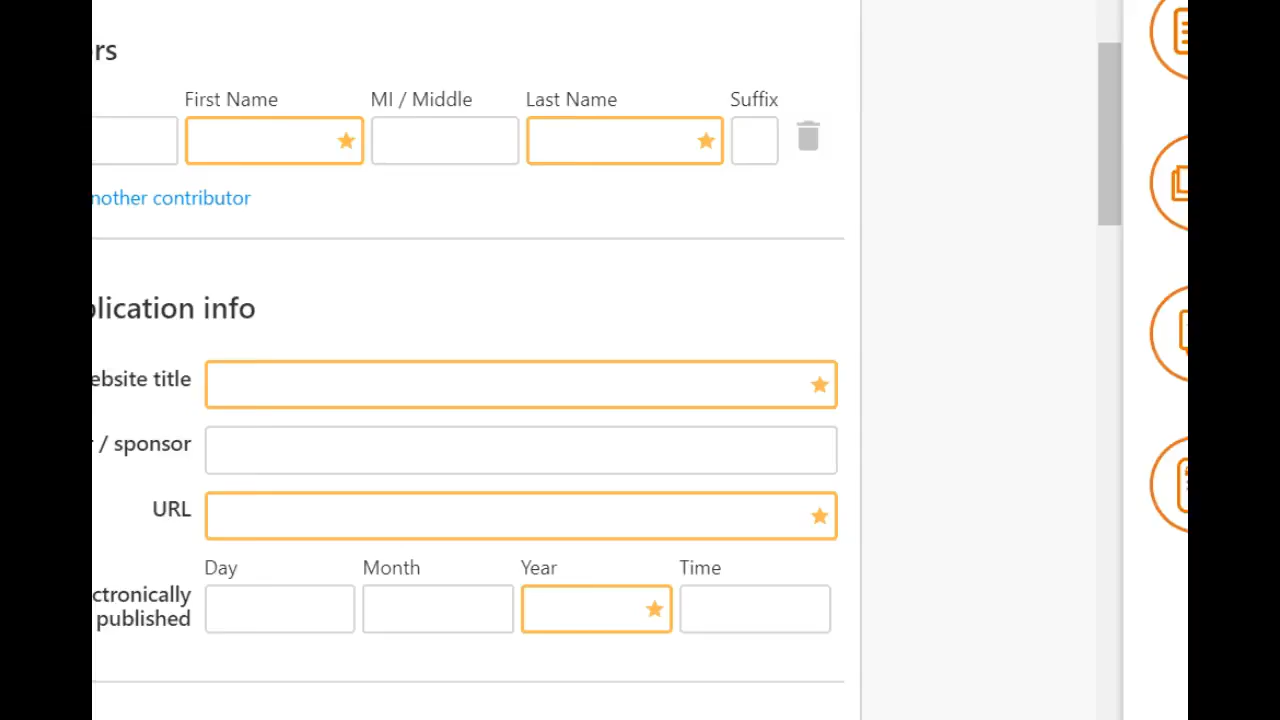 rs
First Name MI / Middle Last Name Suffix
nother contributor
plication info
ebsite title
/ sponsor
URL
Day Month Year Time
ctronically
published